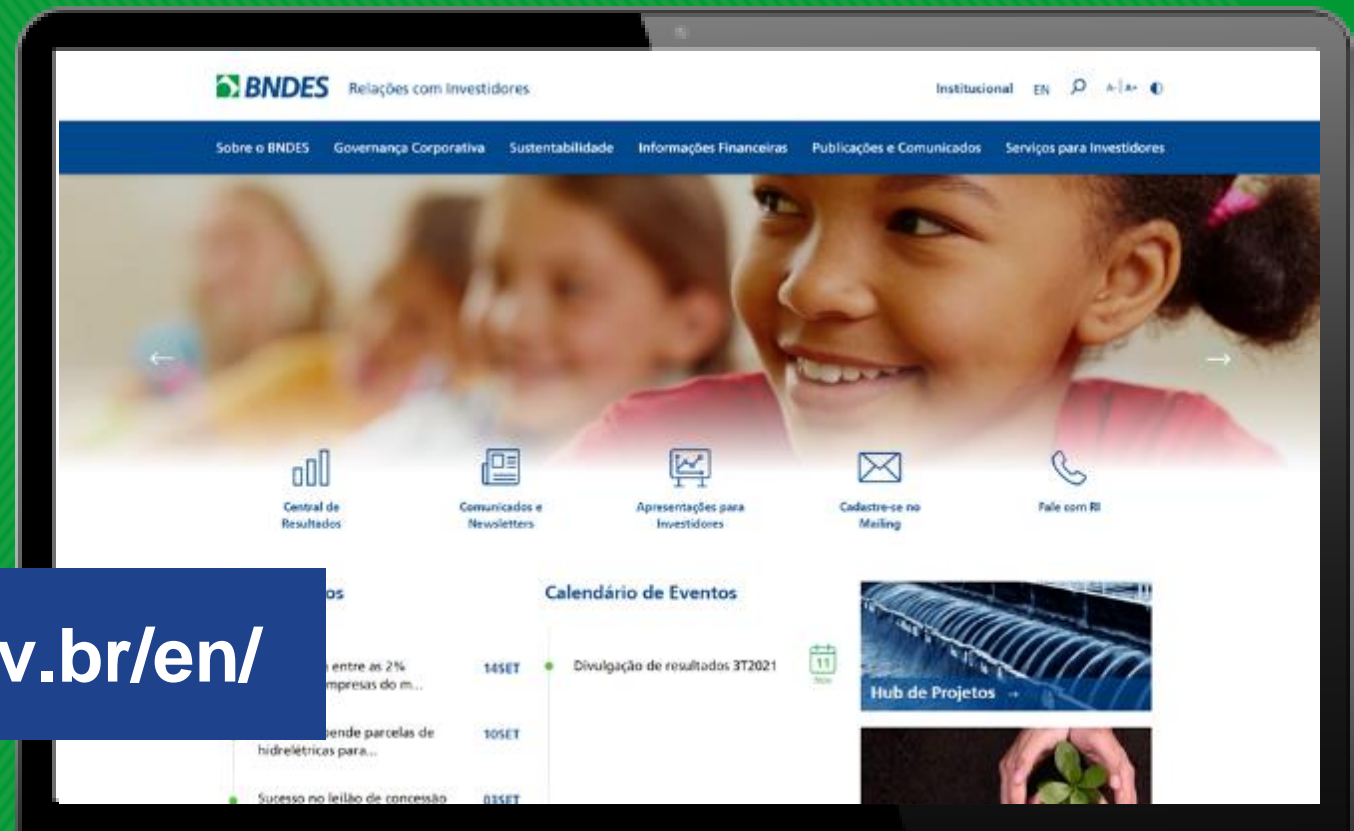 BNDES Relações com Investidores
Institucional EN A-|A+
Sobre o BNDES Governança Corporativa Sustentabilidade Informações Financeiras Publicações e Comunicados Serviços para Investidores
Central de
Resultados
Comunicados e
Newsletters
Apresentações para
Investidores
Cadastre-se no
Mailing
Fale com RI
os
v.br/en/
entre as 2%
mpresas do m...
14SET
ende parcelas de
hidrelétricas para...
10SET
Sucesso no leilão de concessão
03SET
Calendário de Eventos
Divulgação de resultados 3T2021
11
Nov
Hub de Projetos →